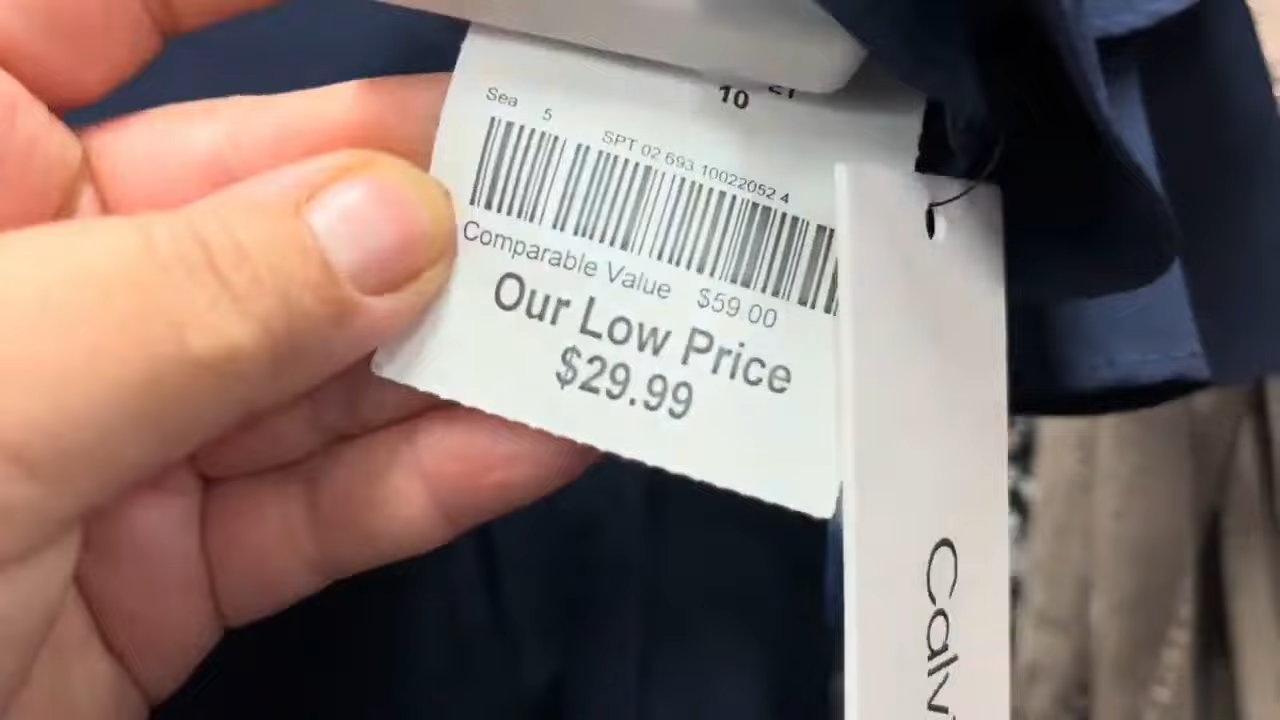 10
Sea 5 SPT 02 693 10022052 4
Comparable Value $59.00
Our Low Price
$29.99
Calv